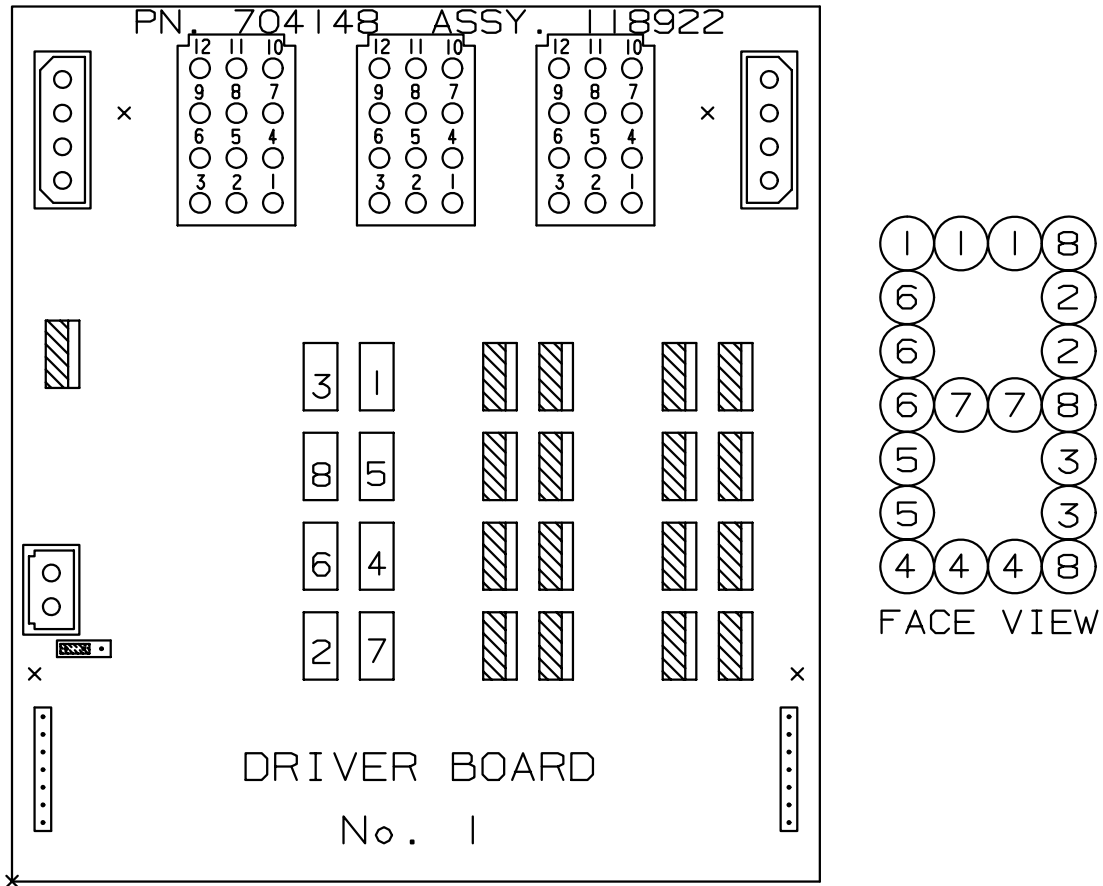 PN. 704148 ASSY. 118922
12 11 10 12 11 10 12 11 10
9 8 7 9 8 7 9 8 7
6 5 4 6 5 4 6 5 4
3 2 1 3 2 1 3 2 1
3 1
8 5
6 4
2 7
DRIVER BOARD
No. 1
1 1 1 8
6 2
6 2
6 7 7 8
5 3
5 3
4 4 4 8
FACE VIEW